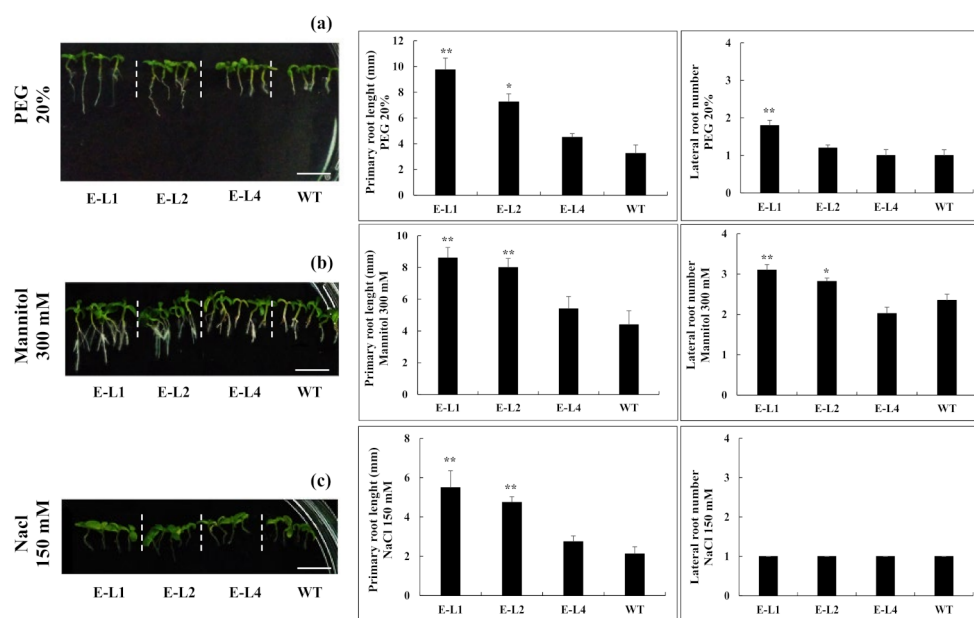 (a)
PEG
20%
E-L1 E-L2 E-L4 WT
Primary root lenght (mm)
PEG 20%
12
10
8
6
4
2
0
** *
E-L1 E-L2 E-L4 WT
Lateral root number
PEG 20%
4
3
2
1
0
**
E-L1 E-L2 E-L4 WT
(b)
Mannitol
300 mM
E-L1 E-L2 E-L4 WT
Primary root lenght (mm)
Mannitol 300 mM
10
8
6
4
2
0
** **
E-L1 E-L2 E-L4 WT
Lateral root number
Mannitol 300 mM
4
3
2
1
0
** *
E-L1 E-L2 E-L4 WT
(c)
Nacl
150 mM
E-L1 E-L2 E-L4 WT
Primary root lenght (mm)
NaCl 150 mM
8
6
4
2
0
** **
E-L1 E-L2 E-L4 WT
Lateral root number
NaCl 150 mM
4
3
2
1
0
E-L1 E-L2 E-L4 WT